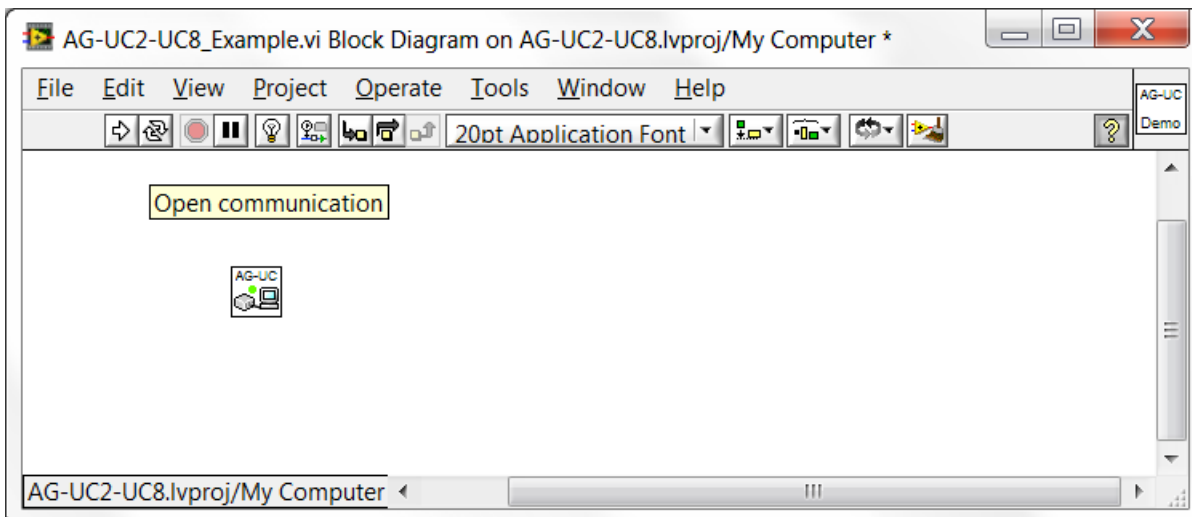 AG-UC2-UC8_Example.vi Block Diagram on AG-UC2-UC8.lvproj/My Computer *
File Edit View Project Operate Tools Window Help
AG-UC
Demo
20pt Application Font
?
Open communication
AG-UC
AG-UC2-UC8.lvproj/My Computer